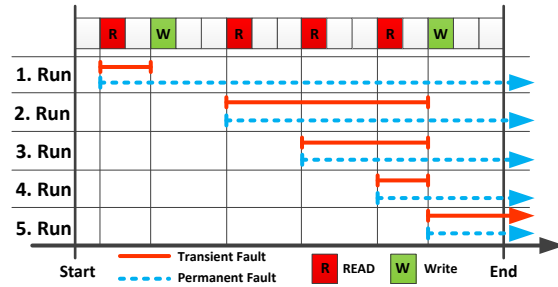 R W R R R W
1. Run
2. Run
3. Run
4. Run
5. Run
Start Transient Fault R READ W Write End
Permanent Fault